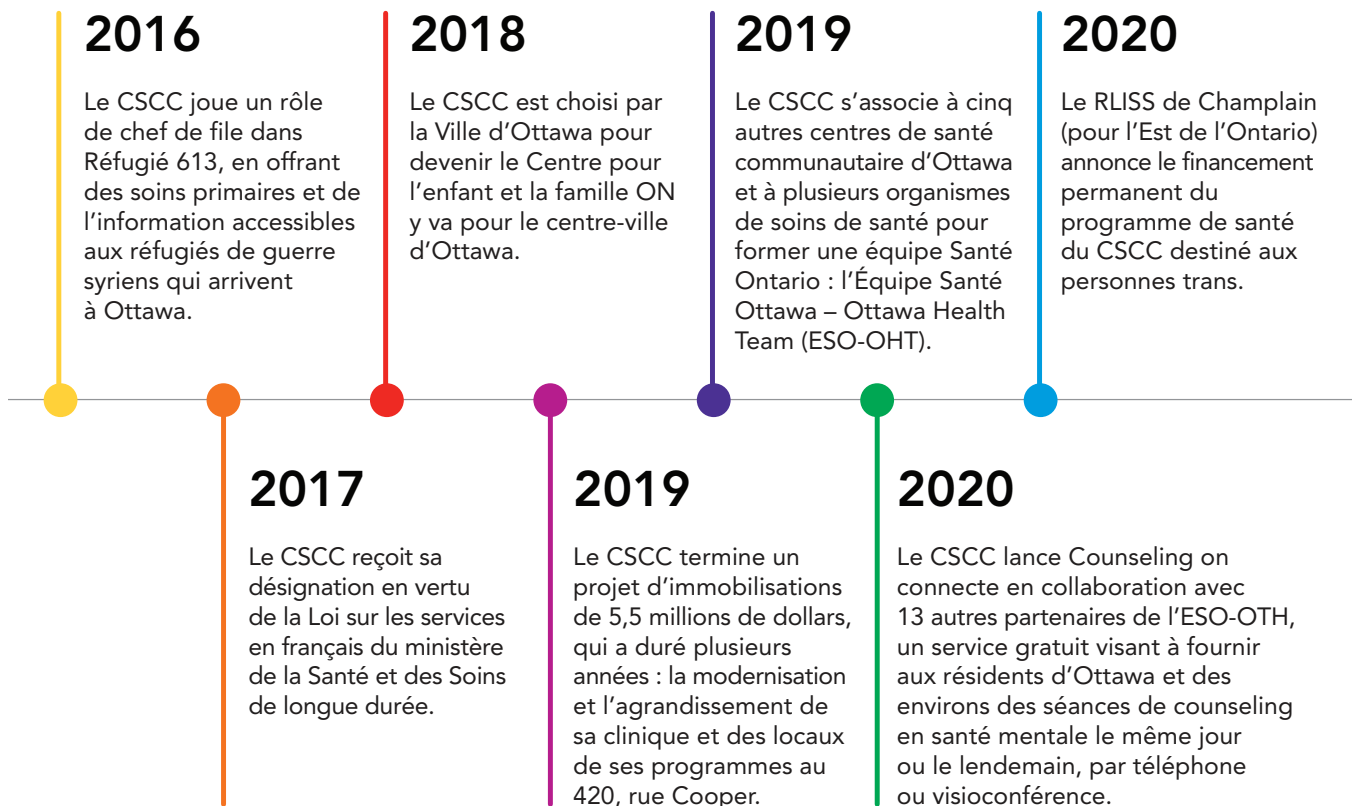 2016
Le CSCC joue un rôle
de chef de file dans
Réfugié 613, en offrant
des soins primaires et de
l’information accessibles
aux réfugiés de guerre
syriens qui arrivent
à Ottawa.
2018
Le CSCC est choisi par
la Ville d’Ottawa pour
devenir le Centre pour
l’enfant et la famille ON
y va pour le centre-ville
d’Ottawa.
2019
Le CSCC s’associe à cinq
autres centres de santé
communautaire d’Ottawa
et à plusieurs organismes
de soins de santé pour
former une équipe Santé
Ontario : l’Équipe Santé
Ottawa – Ottawa Health
Team (ESO-OHT).
2020
Le RLISS de Champlain
(pour l’Est de l’Ontario)
annonce le financement
permanent du
programme de santé
du CSCC destiné aux
personnes trans.
2017
Le CSCC reçoit sa
désignation en vertu
de la Loi sur les services
en français du ministère
de la Santé et des Soins
de longue durée.
2019
Le CSCC termine un
projet d’immobilisations
de 5,5 millions de dollars,
qui a duré plusieurs
années : la modernisation
et l’agrandissement de
sa clinique et des locaux
de ses programmes au
420, rue Cooper.
2020
Le CSCC lance Counseling on
connecte en collaboration avec
13 autres partenaires de l’ESO-OTH,
un service gratuit visant à fournir
aux résidents d’Ottawa et des
environs des séances de counseling
en santé mentale le même jour
ou le lendemain, par téléphone
ou visioconférence.